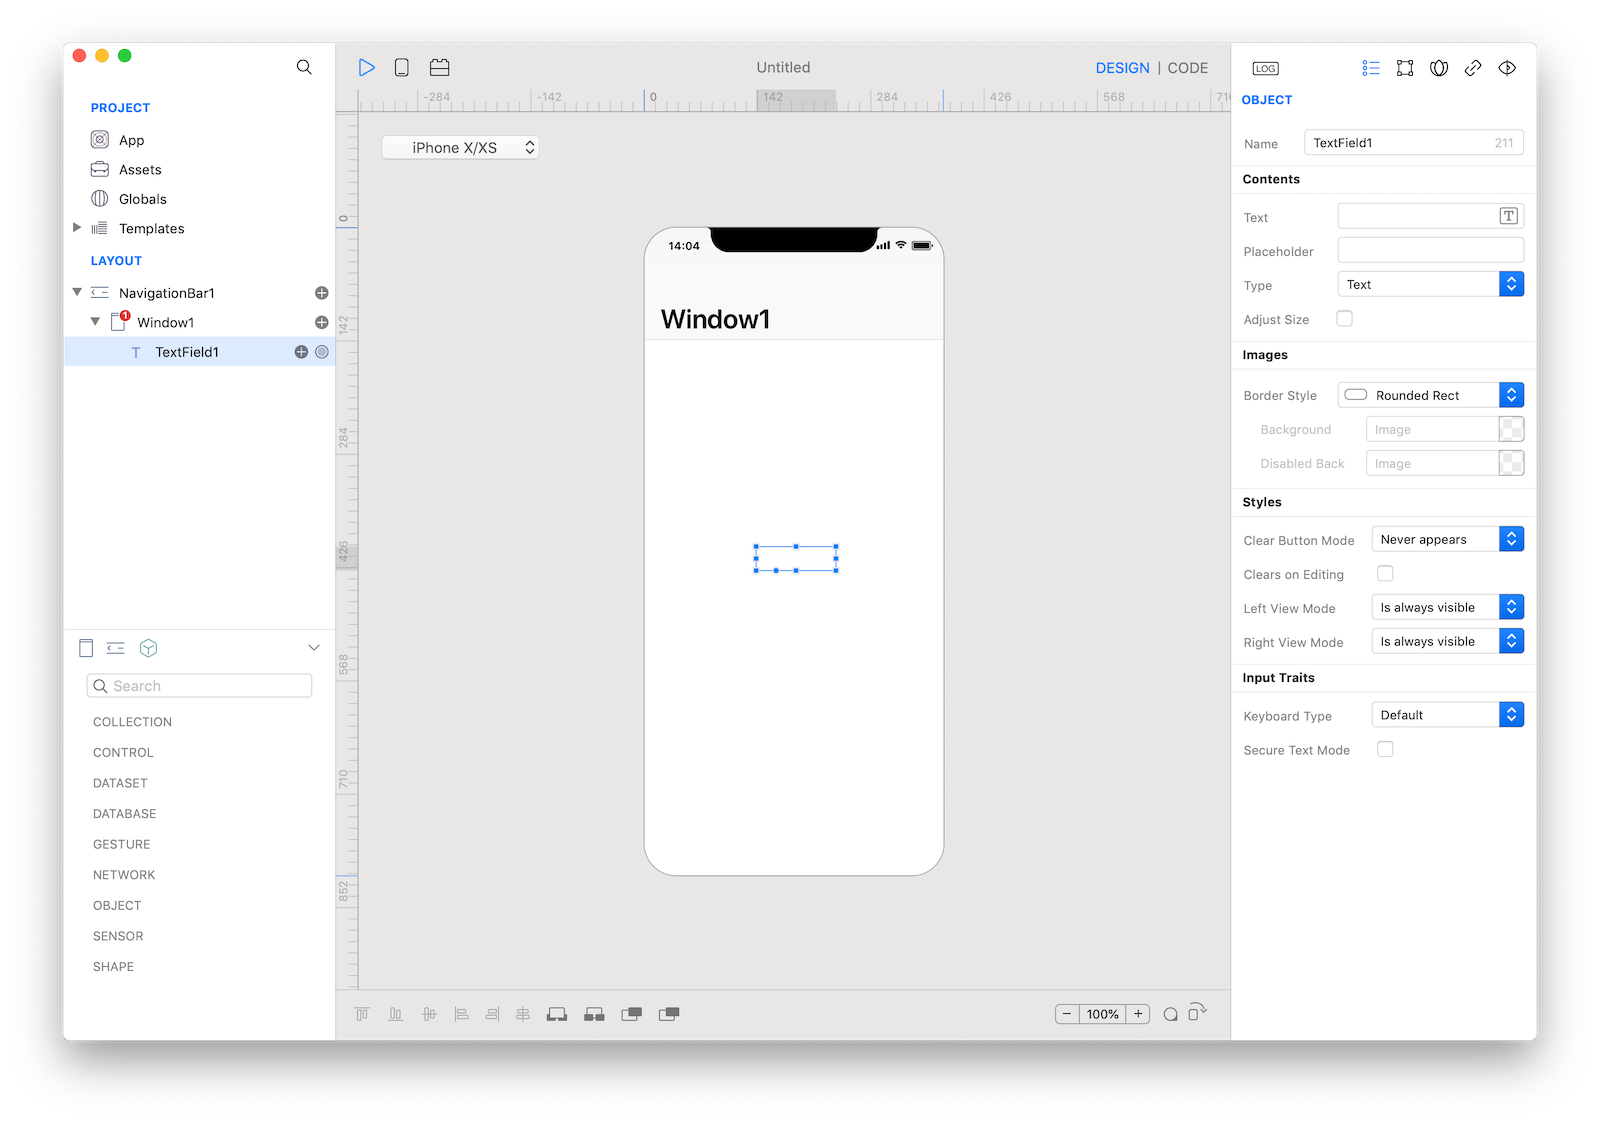 PROJECT
App
Assets
Globals
Templates
LAYOUT
NavigationBar1
Window1
1
TextField1
Search
COLLECTION
CONTROL
DATASET
DATABASE
GESTURE
NETWORK
OBJECT
SENSOR
SHAPE
Untitled
DESIGN | CODE
-284 -142 0 142 284 426 568 710
iPhone X/XS
0
142
284
426
568
710
852
14:04
Window1
100%
LOG
OBJECT
Name TextField1 211
Contents
Text T
Placeholder
Type Text
Adjust Size
Images
Border Style Rounded Rect
Background Image
Disabled Back Image
Styles
Clear Button Mode Never appears
Clears on Editing
Left View Mode Is always visible
Right View Mode Is always visible
Input Traits
Keyboard Type Default
Secure Text Mode